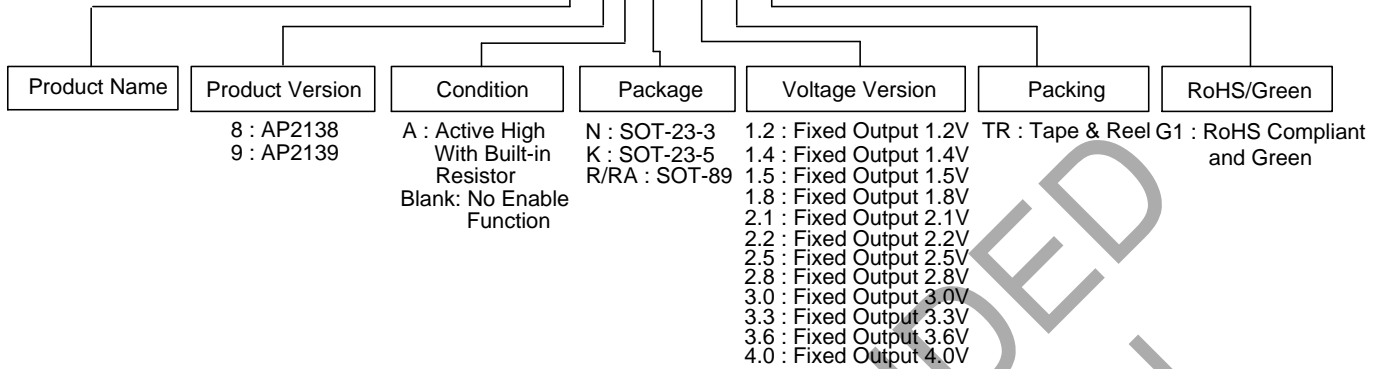 Product Name
Product Version
8 : AP2138
9 : AP2139
Condition
A : Active High
With Built-in
Resistor
Blank: No Enable
Function
Package
N : SOT-23-3
K : SOT-23-5
R/RA : SOT-89
Voltage Version
1.2 : Fixed Output 1.2V
1.4 : Fixed Output 1.4V
1.5 : Fixed Output 1.5V
1.8 : Fixed Output 1.8V
2.1 : Fixed Output 2.1V
2.2 : Fixed Output 2.2V
2.5 : Fixed Output 2.5V
2.8 : Fixed Output 2.8V
3.0 : Fixed Output 3.0V
3.3 : Fixed Output 3.3V
3.6 : Fixed Output 3.6V
4.0 : Fixed Output 4.0V
Packing
TR : Tape & Reel
RoHS/Green
G1 : RoHS Compliant
and Green